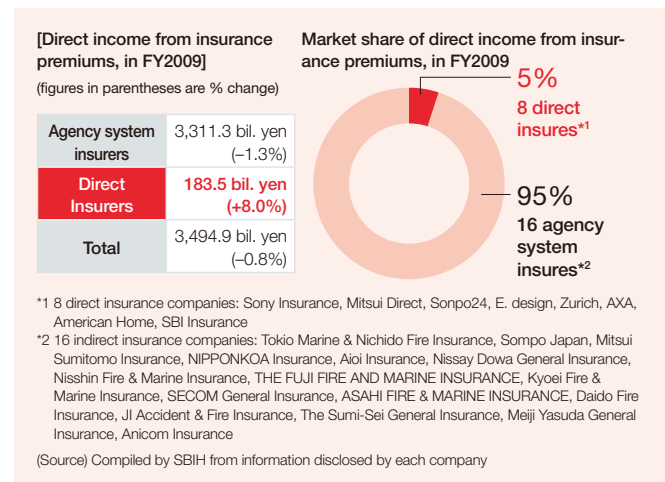 [Direct income from insurance
premiums, in FY2009]
(figures in parentheses are % change)
Agency system
insurers
3,311.3 bil. yen
(–1.3%)
Direct
Insurers
183.5 bil. yen
(+8.0%)
Total
3,494.9 bil. yen
(–0.8%)
Market share of direct income from insur-
ance premiums, in FY2009
5%
8 direct
insures*1
95%
16 agency
system
insures*2
*1 8 direct insurance companies: Sony Insurance, Mitsui Direct, Sonpo24, E. design, Zurich, AXA,
American Home, SBI Insurance
*2 16 indirect insurance companies: Tokio Marine & Nichido Fire Insurance, Sompo Japan, Mitsui
Sumitomo Insurance, NIPPONKOA Insurance, Aioi Insurance, Nissay Dowa General Insurance,
Nisshin Fire & Marine Insurance, THE FUJI FIRE AND MARINE INSURANCE, Kyoei Fire &
Marine Insurance, SECOM General Insurance, ASAHI FIRE & MARINE INSURANCE, Daido Fire
Insurance, JI Accident & Fire Insurance, The Sumi-Sei General Insurance, Meiji Yasuda General
Insurance, Anicom Insurance
(Source) Compiled by SBIH from information disclosed by each company